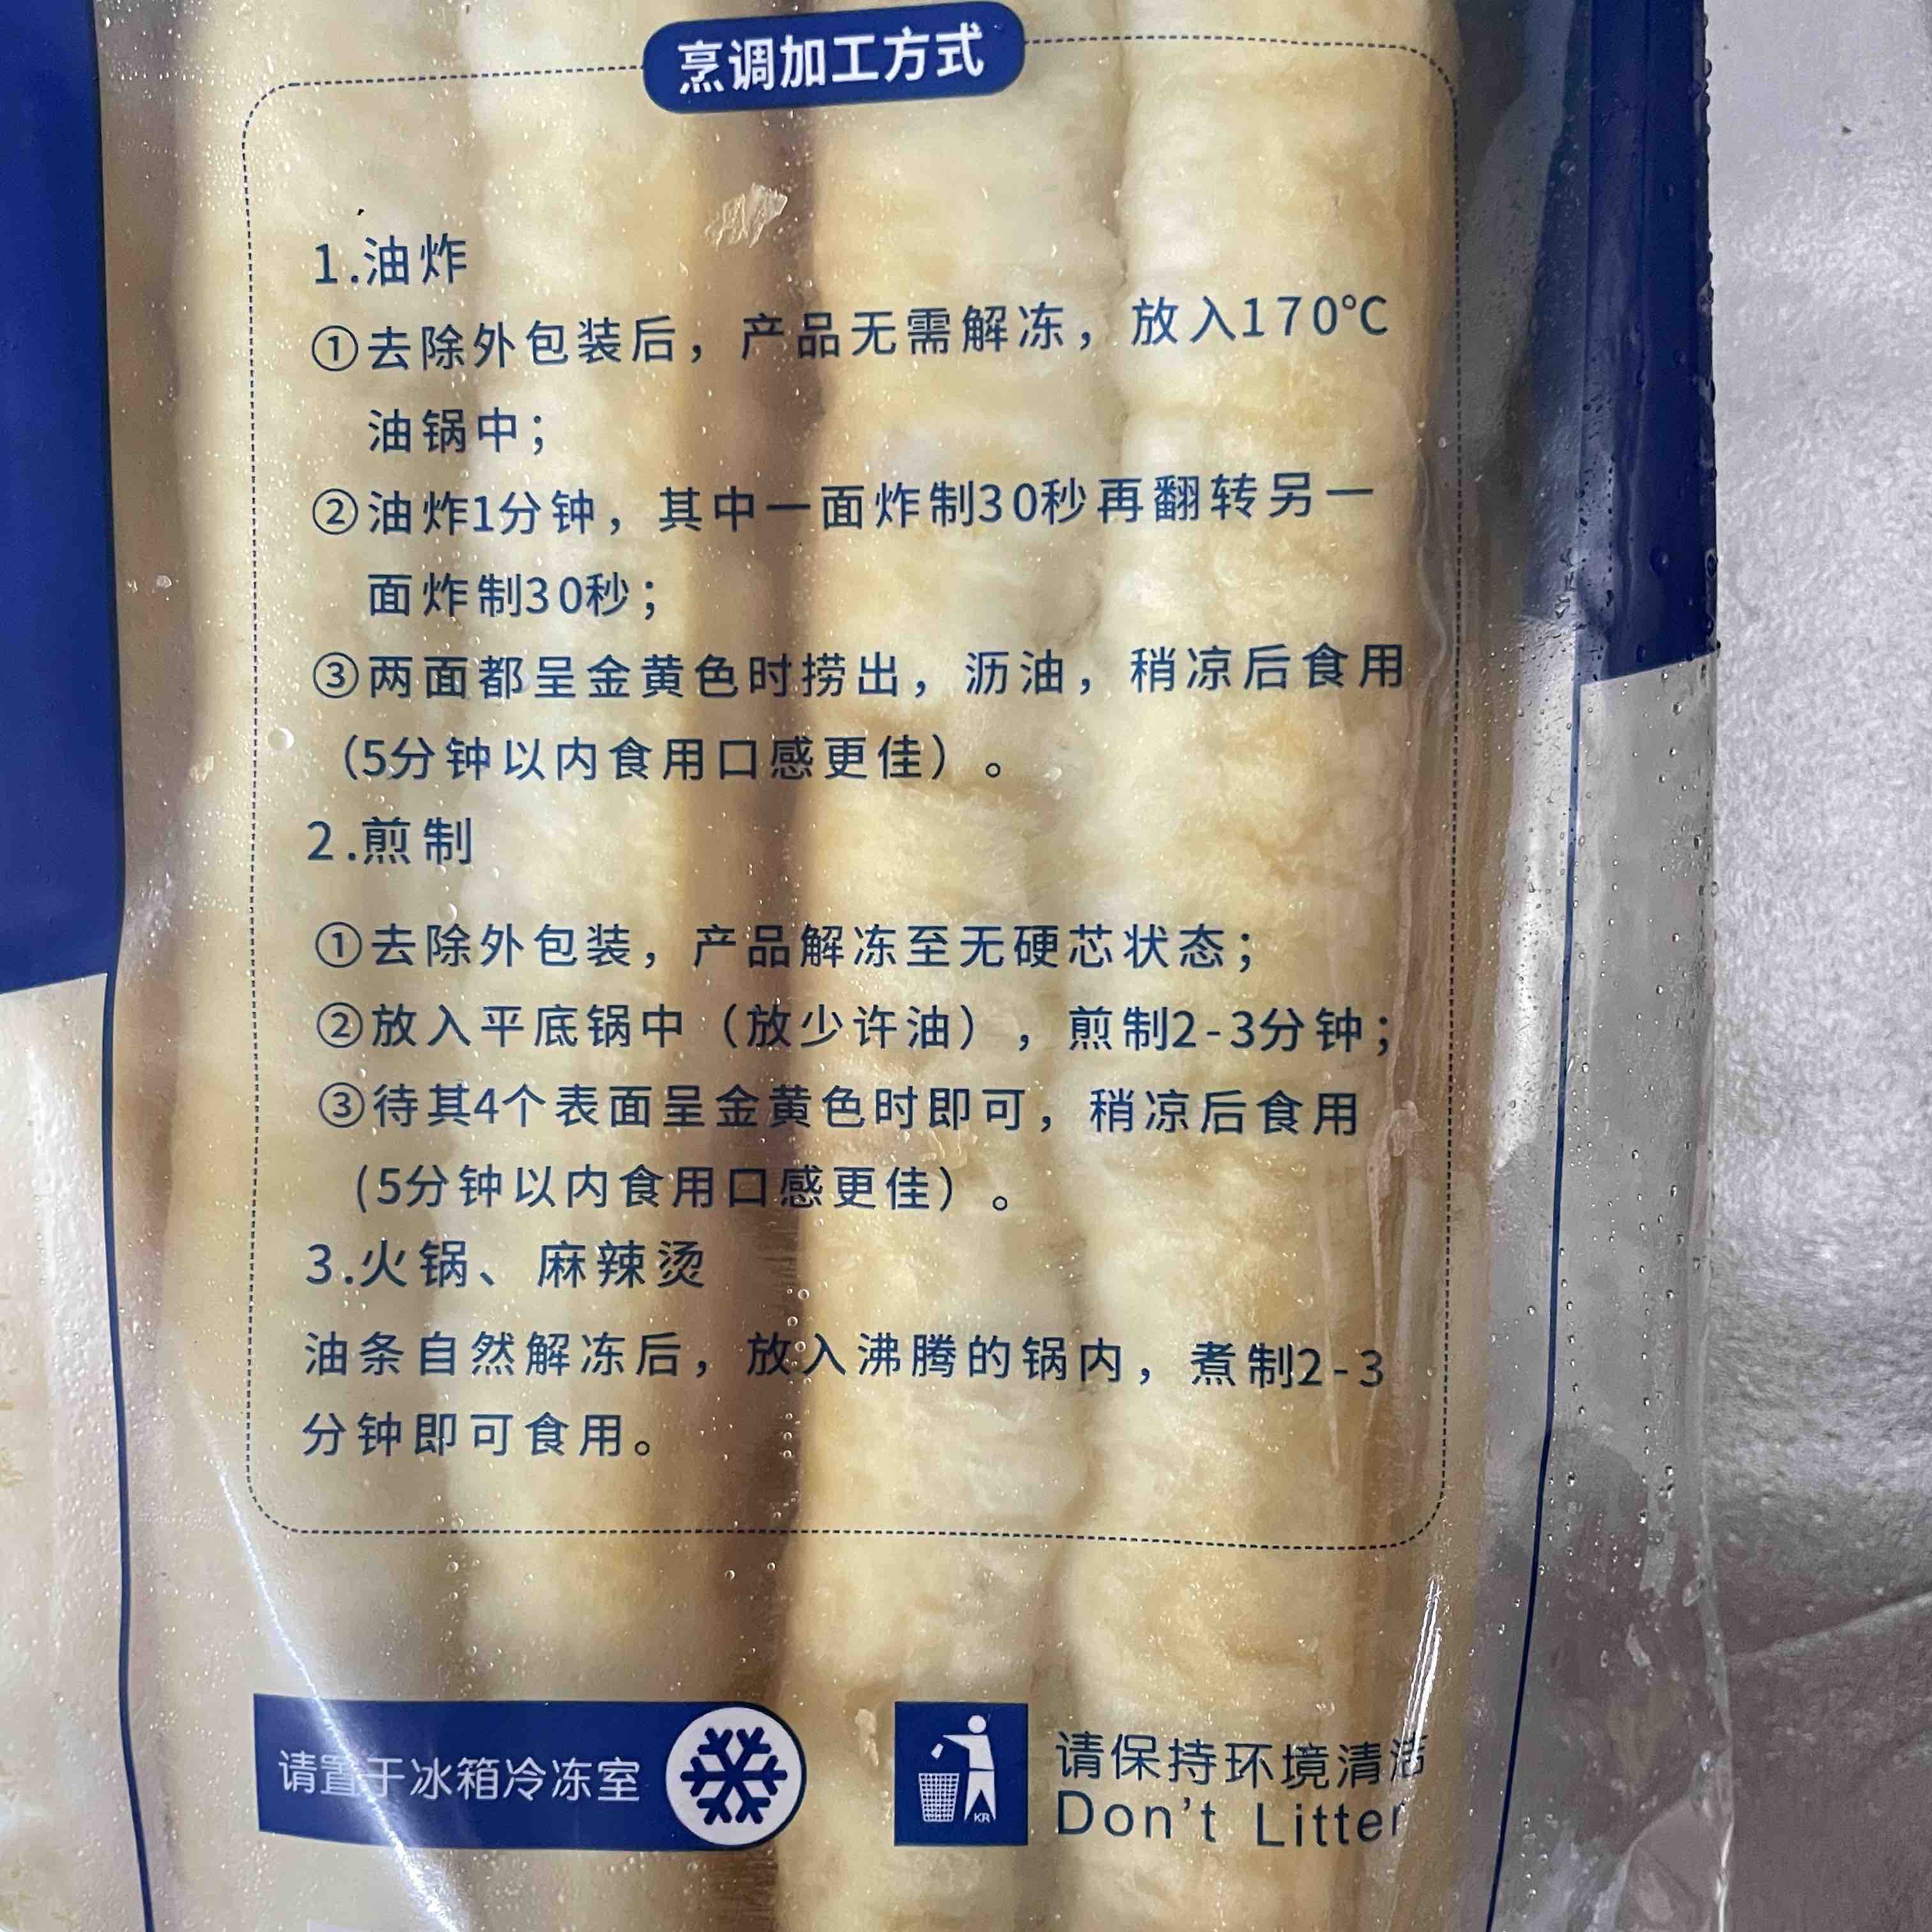 烹调加工方式
1.油炸
①去除外包装后，产品无需解冻，放入170℃
油锅中；
②油炸1分钟，其中一面炸制30秒再翻转另一
面炸制30秒；
③两面都呈金黄色时捞出，沥油，稍凉后食用
（5分钟以内食用口感更佳）。
2.煎制
①去除外包装，产品解冻至无硬芯状态；
②放入平底锅中（放少许油），煎制2-3分钟；
③待其4个表面呈金黄色时即可，稍凉后食用
(5分钟以内食用口感更佳）。
3.火锅、麻辣烫
油条自然解冻后，放入沸腾的锅内，煮制2-3
分钟即可食用。
请置于冰箱冷冻室
KR
请保持环境清洁
Don't Litter